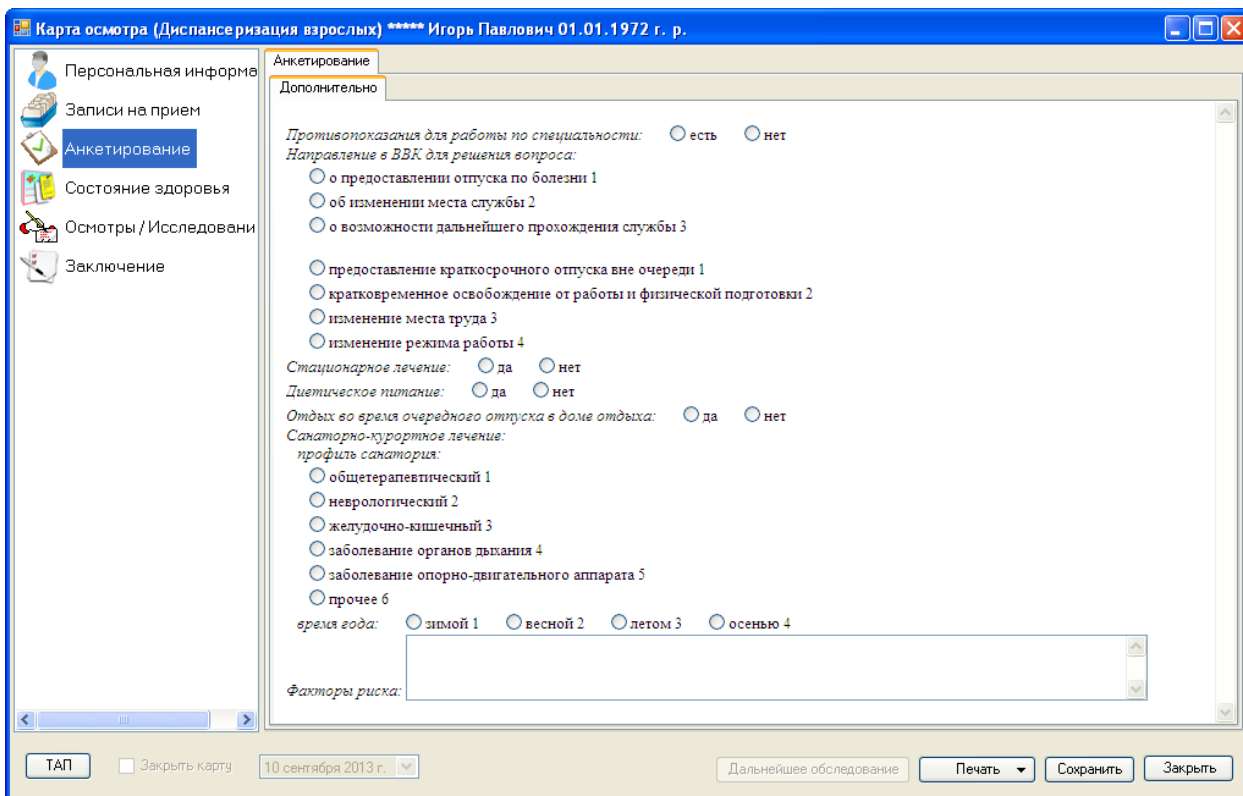 Карта осмотра (Диспансеризация взрослых) ***** Игорь Павлович 01.01.1972 г. р.
Персональная информа
Записи на прием
Анкетирование
Состояние здоровья
Осмотры / Исследовани
Заключение
Анкетирование
Дополнительно
Противопоказания для работы по специальности: есть нет
Направление в ВВК для решения вопроса:
о предоставлении отпуска по болезни 1
об изменении места службы 2
о возможности дальнейшего прохождения службы 3
предоставление краткосрочного отпуска вне очереди 1
кратковременное освобождение от работы и физической подготовки 2
изменение места труда 3
изменение режима работы 4
Стационарное лечение: да нет
Диетическое питание: да нет
Отдых во время очередного отпуска в доме отдыха: да нет
Санаторно-курортное лечение:
профиль санатория:
общетерапевтический 1
неврологический 2
желудочно-кишечный 3
заболевание органов дыхания 4
заболевание опорно-двигательного аппарата 5
прочее 6
время года: зимой 1 весной 2 летом 3 осенью 4
Факторы риска:
ТАП Закрыть карту 10 сентября 2013 г. Дальнейшее обследование Печать Сохранить Закрыть